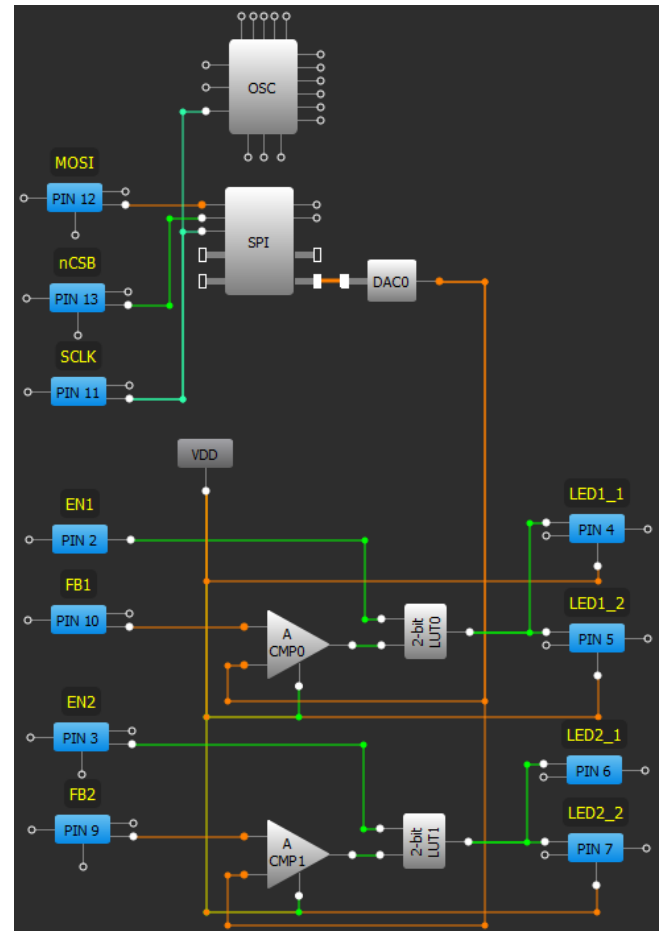 OSC
MOSI
PIN 12
SPI
nCSB
PIN 13
DAC0
SCLK
PIN 11
VDD
EN1
PIN 2
LED1_1
PIN 4
FB1
PIN 10
A
CMP0
2-bit
LUT0
LED1_2
PIN 5
EN2
PIN 3
LED2_1
PIN 6
FB2
PIN 9
A
CMP1
2-bit
LUT1
LED2_2
PIN 7